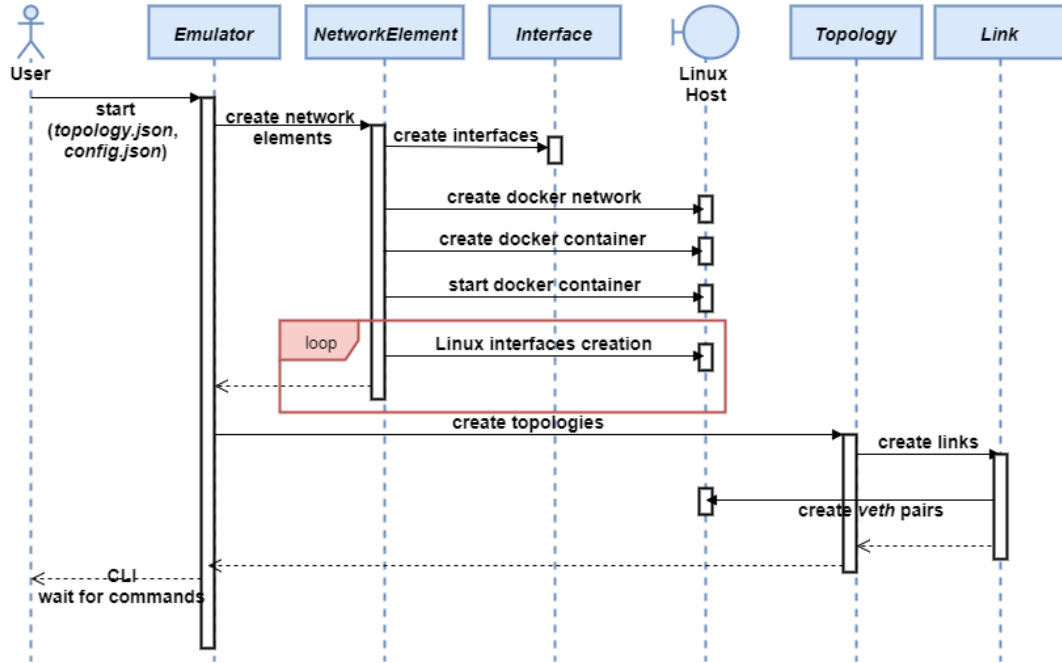 Emulator
NetworkElement
Interface
Topology
Link
User
Linux
Host
start
(topology.json,
config.json)
create network
elements
create interfaces
create docker network
create docker container
start docker container
loop
Linux interfaces creation
create topologies
create links
create veth pairs
CLI
wait for commands